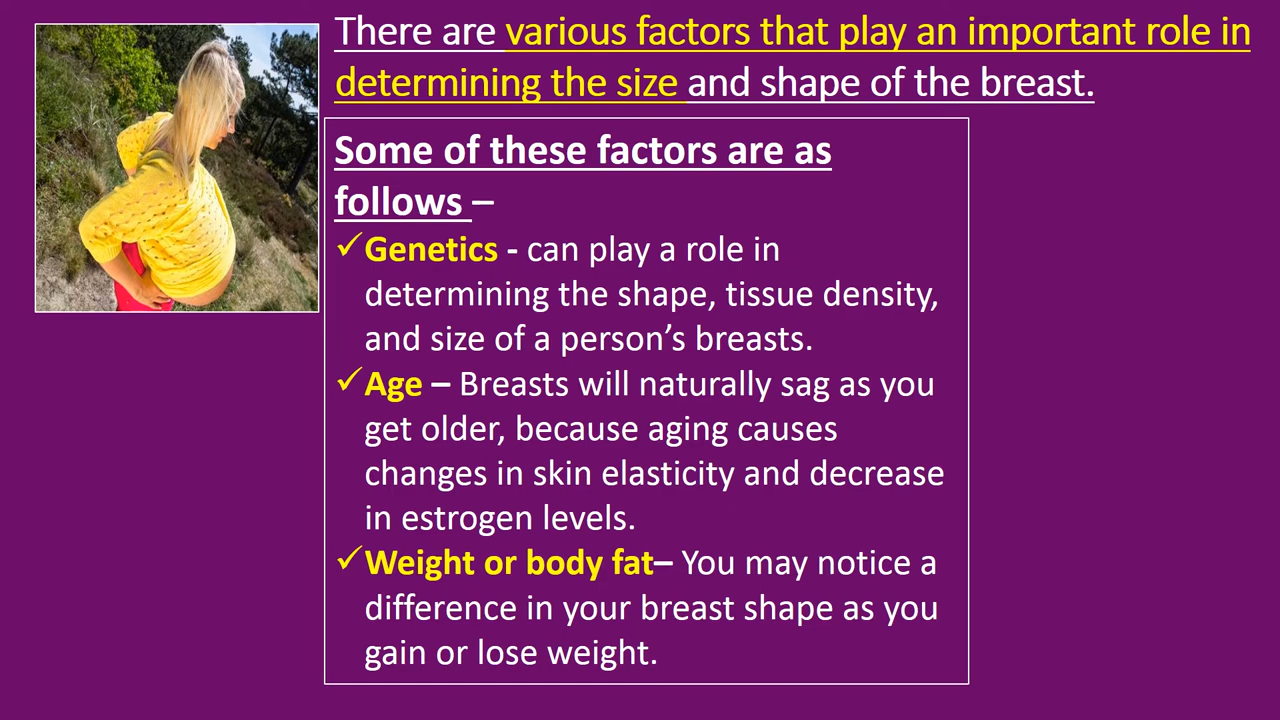 There are various factors that play an important role in
determining the size and shape of the breast.
Some of these factors are as
follows –
✓Genetics - can play a role in
determining the shape, tissue density,
and size of a person’s breasts.
✓Age – Breasts will naturally sag as you
get older, because aging causes
changes in skin elasticity and decrease
in estrogen levels.
✓Weight or body fat– You may notice a
difference in your breast shape as you
gain or lose weight.